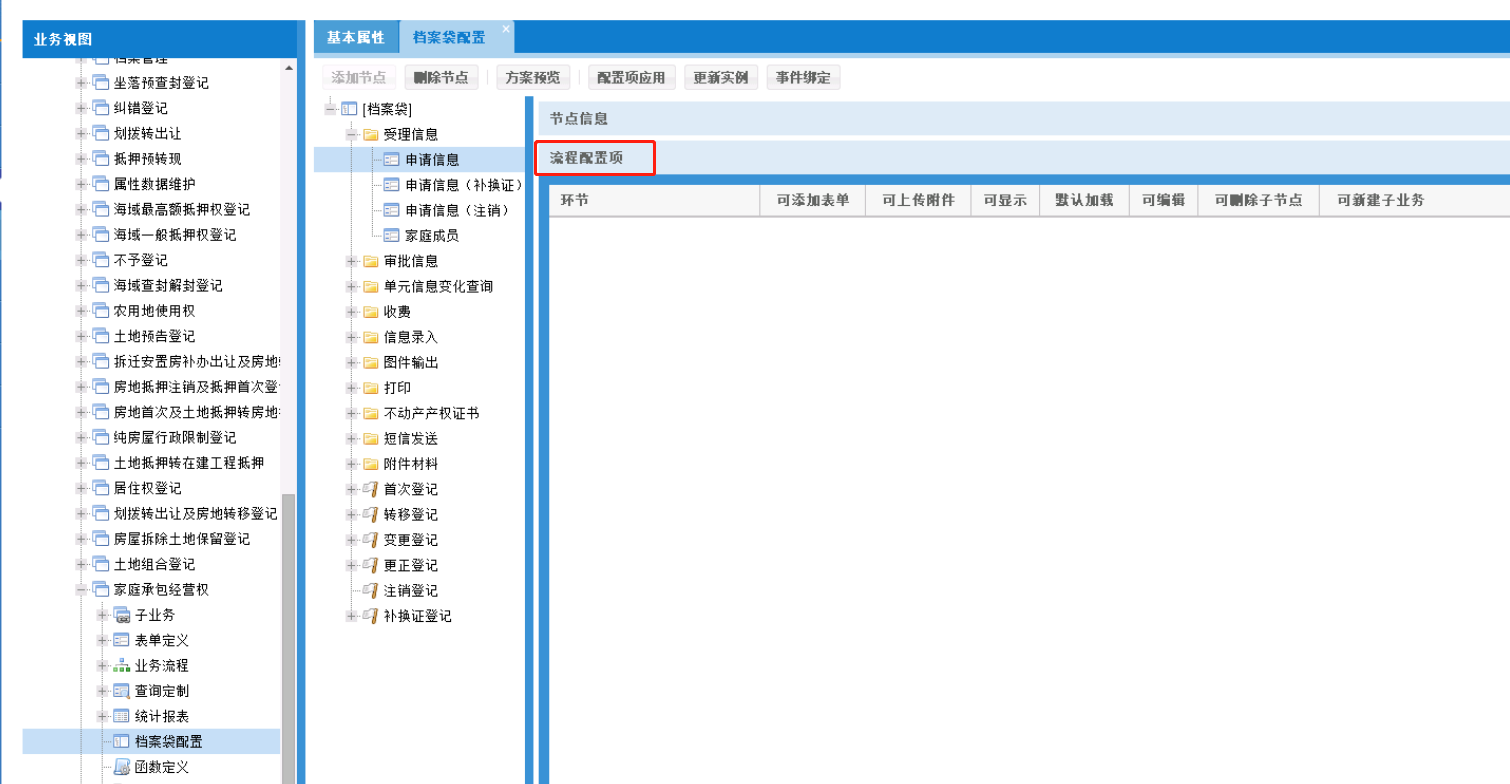 业务视图
档案管理
坐落预查封登记
纠错登记
划拨转出让
抵押预转现
属性数据维护
海域最高额抵押权登记
海域一般抵押权登记
不予登记
海域查封解封登记
农用地使用权
土地预告登记
拆迁安置房补办出让及房地
房地抵押注销及抵押首次登
房地首次及土地抵押转房地
纯房屋行政限制登记
土地抵押转在建工程抵押
居住权登记
划拨转出让及房地转移登记
房屋拆除土地保留登记
土地组合登记
家庭承包经营权
子业务
表单定义
业务流程
查询定制
统计报表
档案袋配置
函数定义
基本属性 档案袋配置 ×
添加节点 删除节点 方案预览 配置项应用 更新实例 事件绑定
[档案袋]
受理信息
申请信息
申请信息（补换证）
申请信息（注销）
家庭成员
审批信息
单元信息变化查询
收费
信息录入
图件输出
打印
不动产产权证书
短信发送
附件材料
首次登记
转移登记
变更登记
更正登记
注销登记
补换证登记
节点信息
流程配置项
环节 可添加表单 可上传附件 可显示 默认加载 可编辑 可删除子节点 可新建子业务